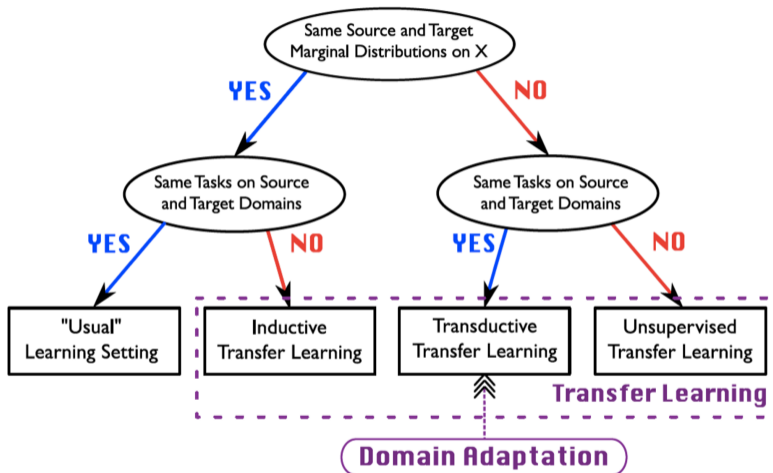 Same Source and Target
Marginal Distributions on X
YES
NO
Same Tasks on Source
and Target Domains
Same Tasks on Source
and Target Domains
YES
NO
YES
NO
"Usual"
Learning Setting
Inductive
Transfer Learning
Transductive
Transfer Learning
Unsupervised
Transfer Learning
Transfer Learning
Domain Adaptation